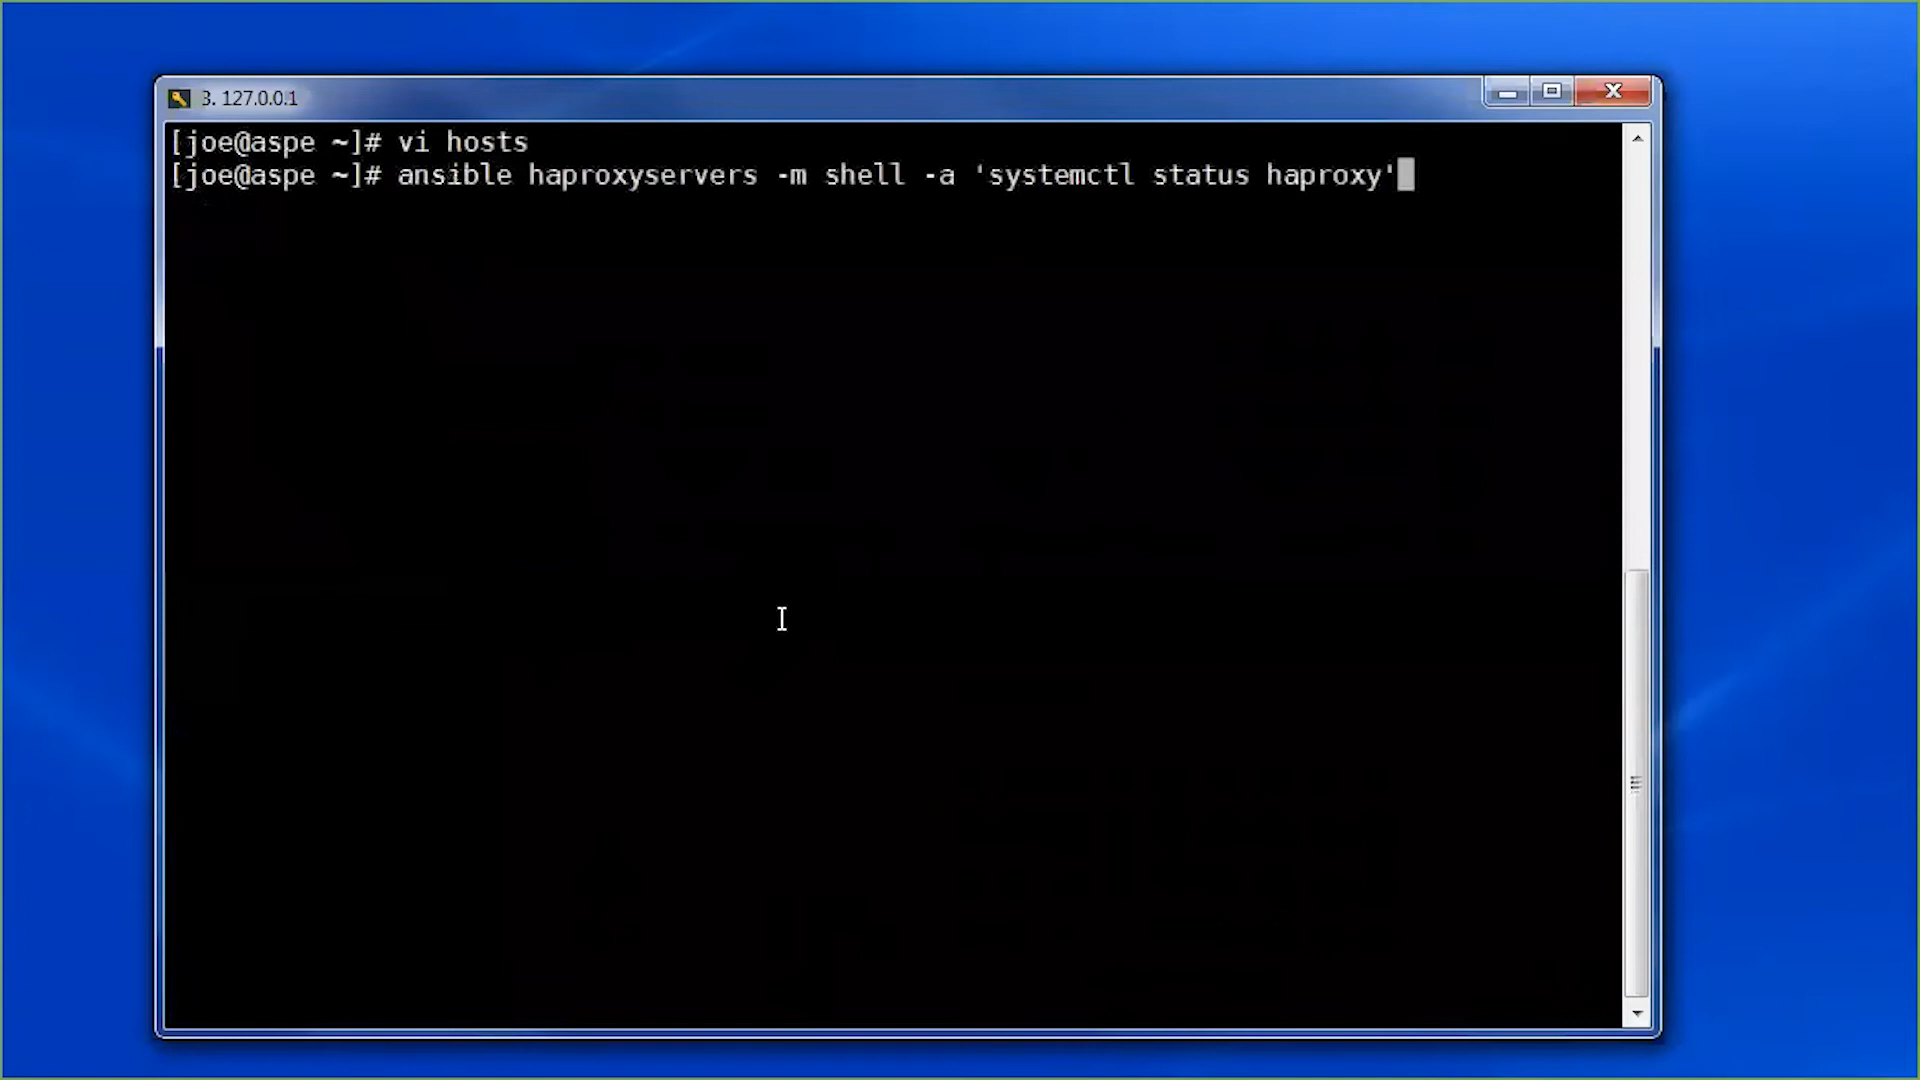 3. 127.0.0.1
[joe@aspe ~]# vi hosts
[joe@aspe ~]# ansible haproxyservers -m shell -a 'systemctl status haproxy'